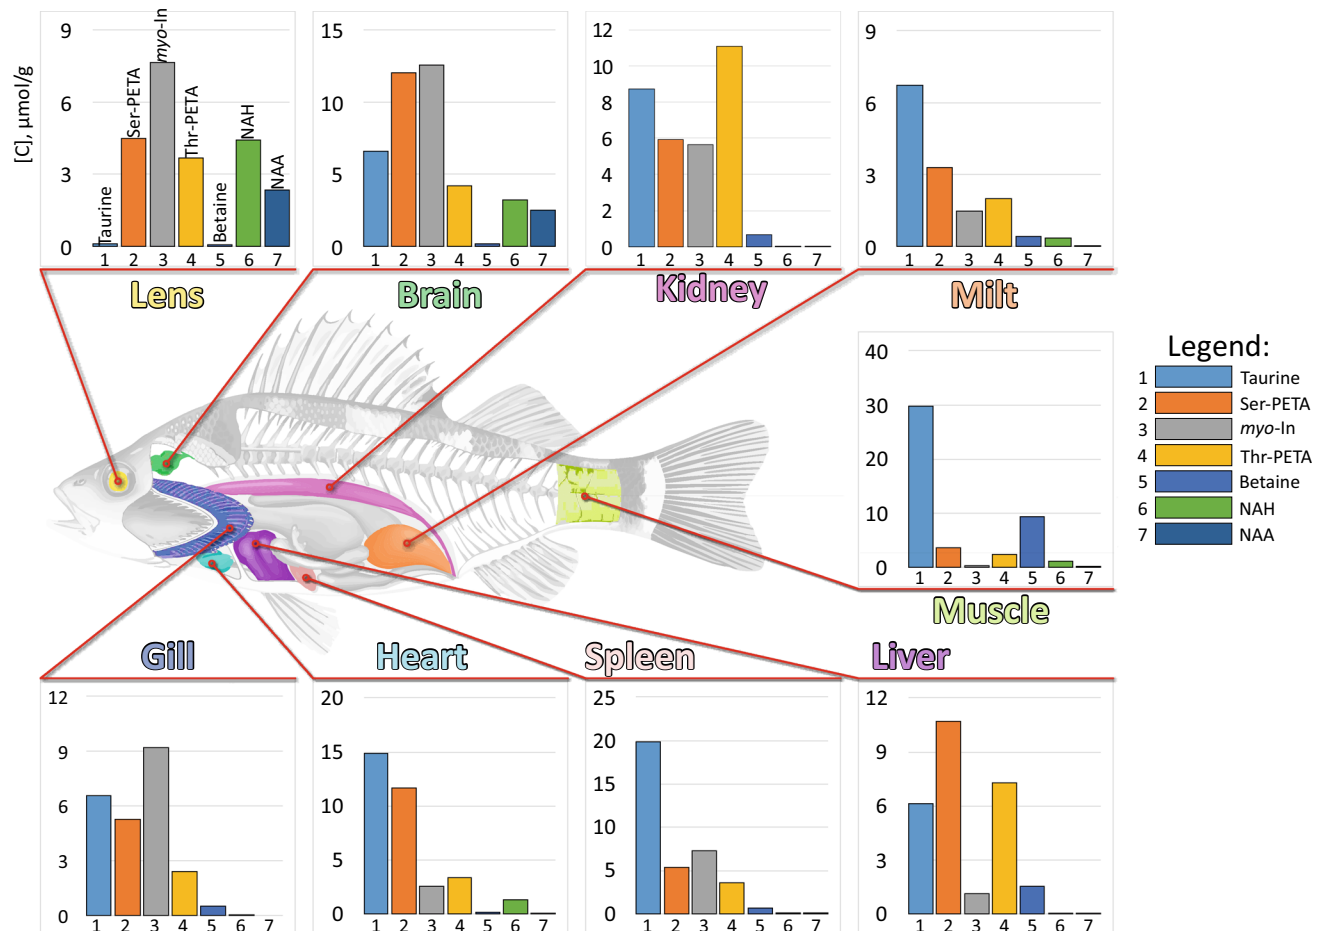 [C], µmol/g
9
6
3
0
Taurine
Ser-PETA
myo-In
Thr-PETA
Betaine
NAH
NAA
1 2 3 4 5 6 7
Lens
15
10
5
0
1 2 3 4 5 6 7
Brain
12
10
8
6
4
2
0
1 2 3 4 5 6 7
Kidney
9
6
3
0
1 2 3 4 5 6 7
Milt
40
30
20
10
0
1 2 3 4 5 6 7
Muscle
Legend:
1 Taurine
2 Ser-PETA
3 myo-In
4 Thr-PETA
5 Betaine
6 NAH
7 NAA
Gill
12
9
6
3
0
1 2 3 4 5 6 7
Heart
20
15
10
5
0
1 2 3 4 5 6 7
Spleen
25
20
15
10
5
0
1 2 3 4 5 6 7
Liver
12
9
6
3
0
1 2 3 4 5 6 7